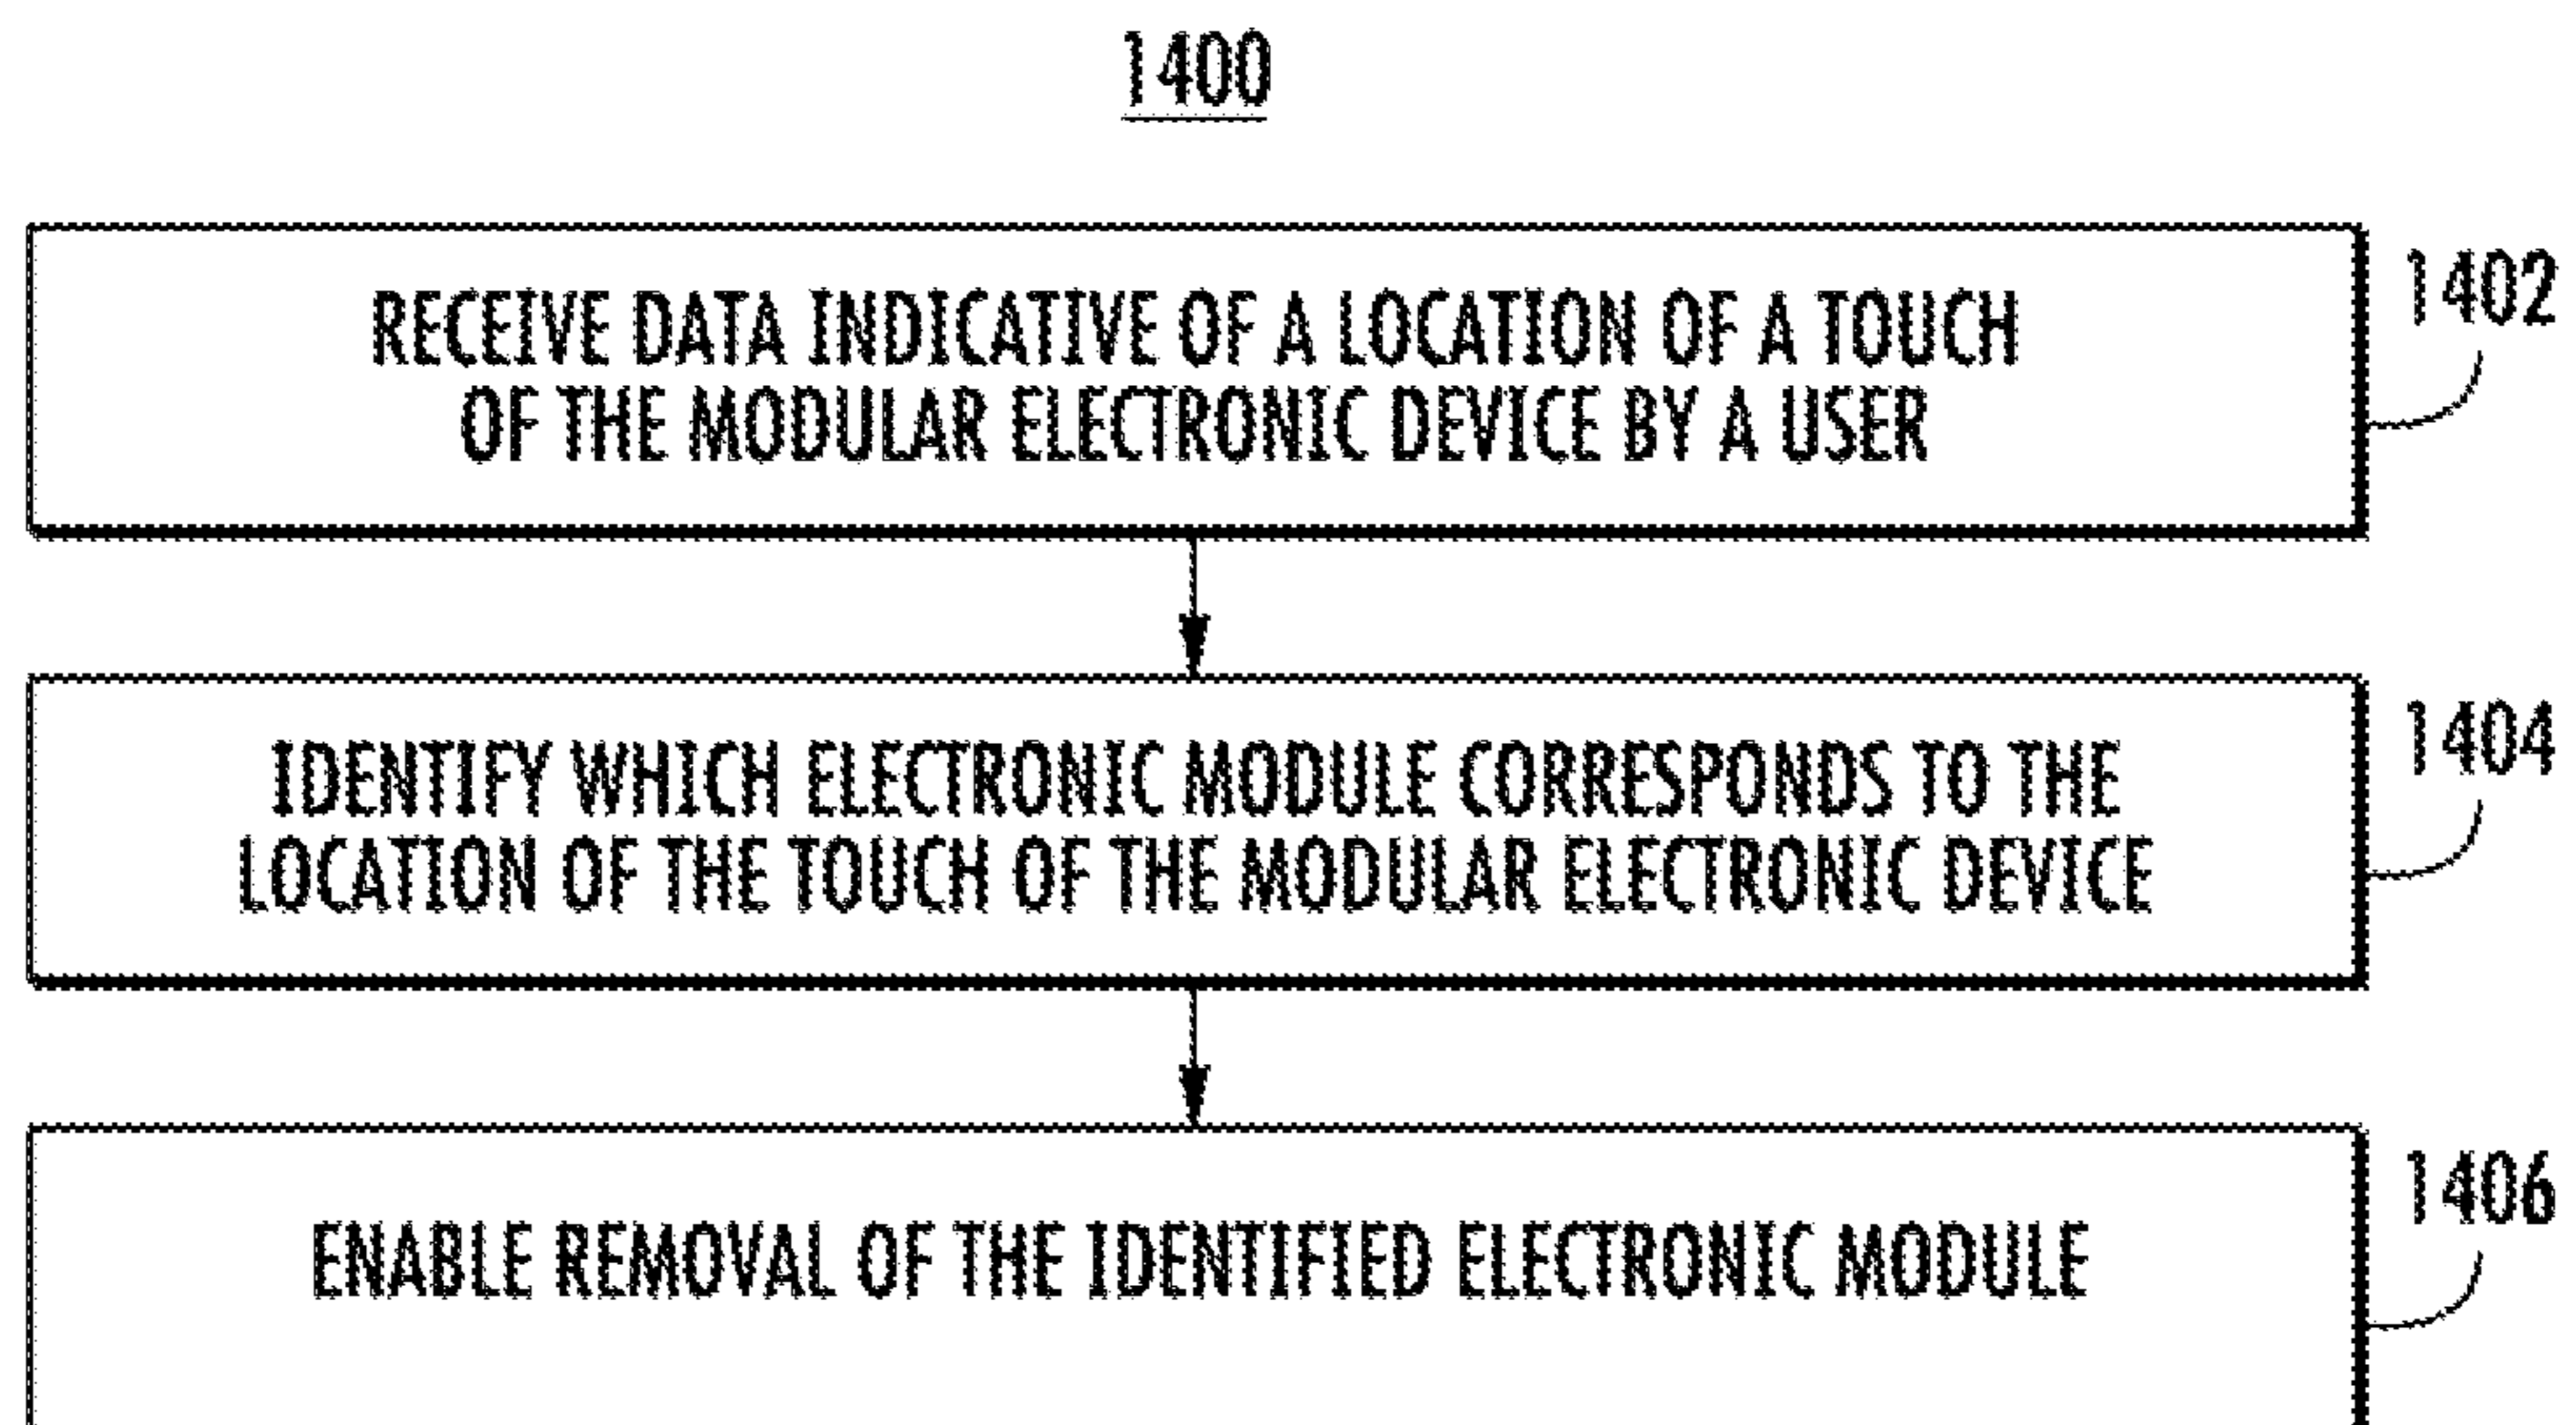 1400
RECEIVE DATA INDICATIVE OF A LOCATION OF A TOUCH
OF THE MODULAR ELECTRONIC DEVICE BY A USER
1402
IDENTIFY WHICH ELECTRONIC MODULE CORRESPONDS TO THE
LOCATION OF THE TOUCH OF THE MODULAR ELECTRONIC DEVICE
1404
ENABLE REMOVAL OF THE IDENTIFIED ELECTRONIC MODULE
1406